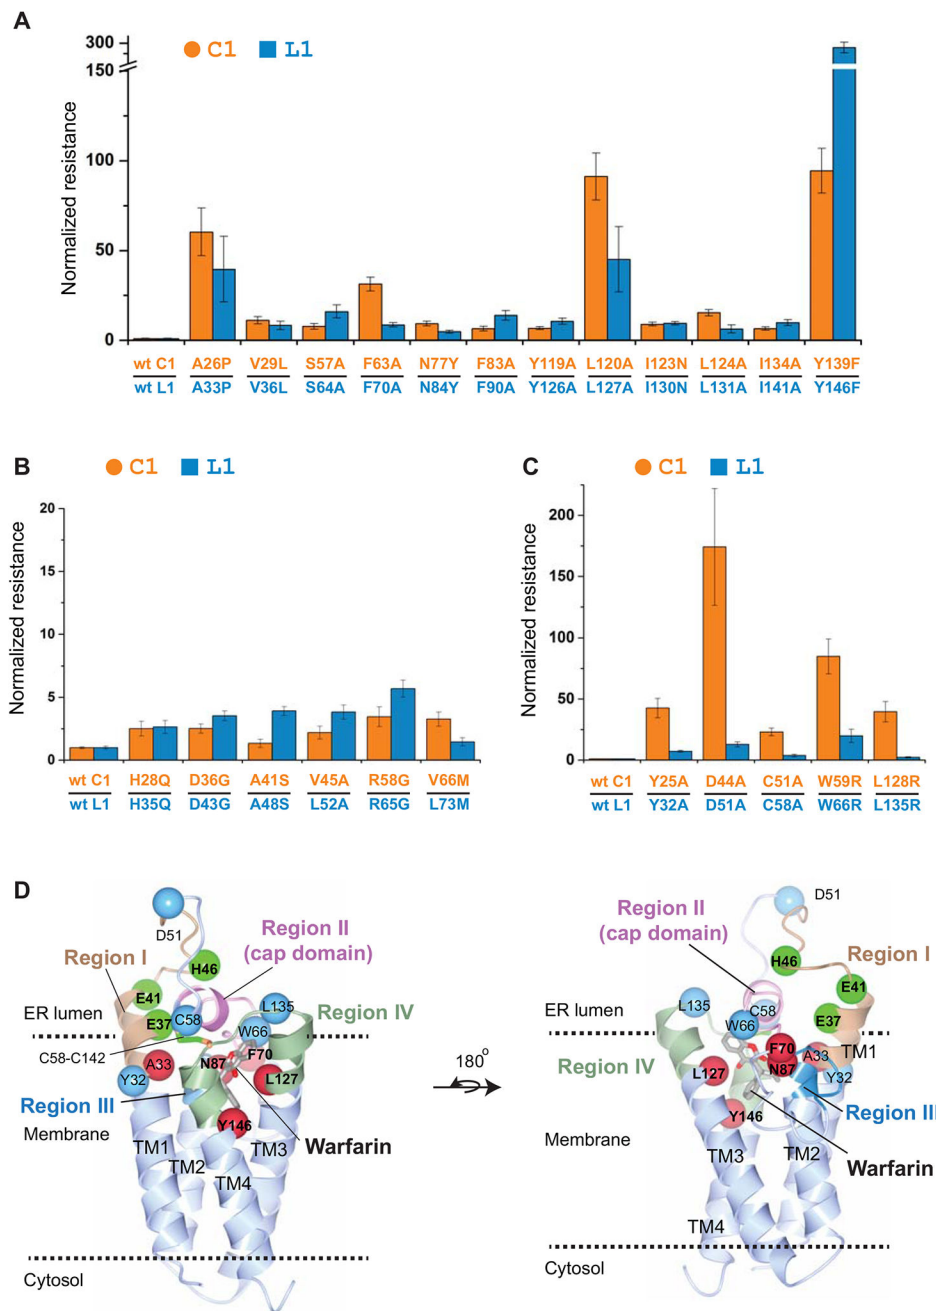 A
C1 L1
Normalized resistance
300
150
100
50
0
wt C1 A26P V29L S57A F63A N77Y F83A Y119A L120A I123N L124A I134A Y139F
wt L1 A33P V36L S64A F70A N84Y F90A Y126A L127A I130N L131A I141A Y146F
B
C1 L1
Normalized resistance
20
15
10
5
0
wt C1 H28Q D36G A41S V45A R58G V66M
wt L1 H35Q D43G A48S L52A R65G L73M
C
C1 L1
Normalized resistance
200
150
100
50
0
wt C1 Y25A D44A C51A W59R L128R
wt L1 Y32A D51A C58A W66R L135R
D
D51
Region II
(cap domain)
Region I
H46
E41
L135
Region IV
ER lumen
E37
C58
W66
C58-C142
F70
A33
N87
L127
Y32
Region III
Y146
Membrane
Warfarin
TM1
TM3
TM2
TM4
Cytosol
180°
D51
Region II
(cap domain)
Region I
H46
E41
L135
C58
ER lumen
W66
E37
F70
TM1
A33
Region IV
N87
L127
Y32
Region III
Y146
Membrane
TM3
TM2
Warfarin
TM4
Cytosol